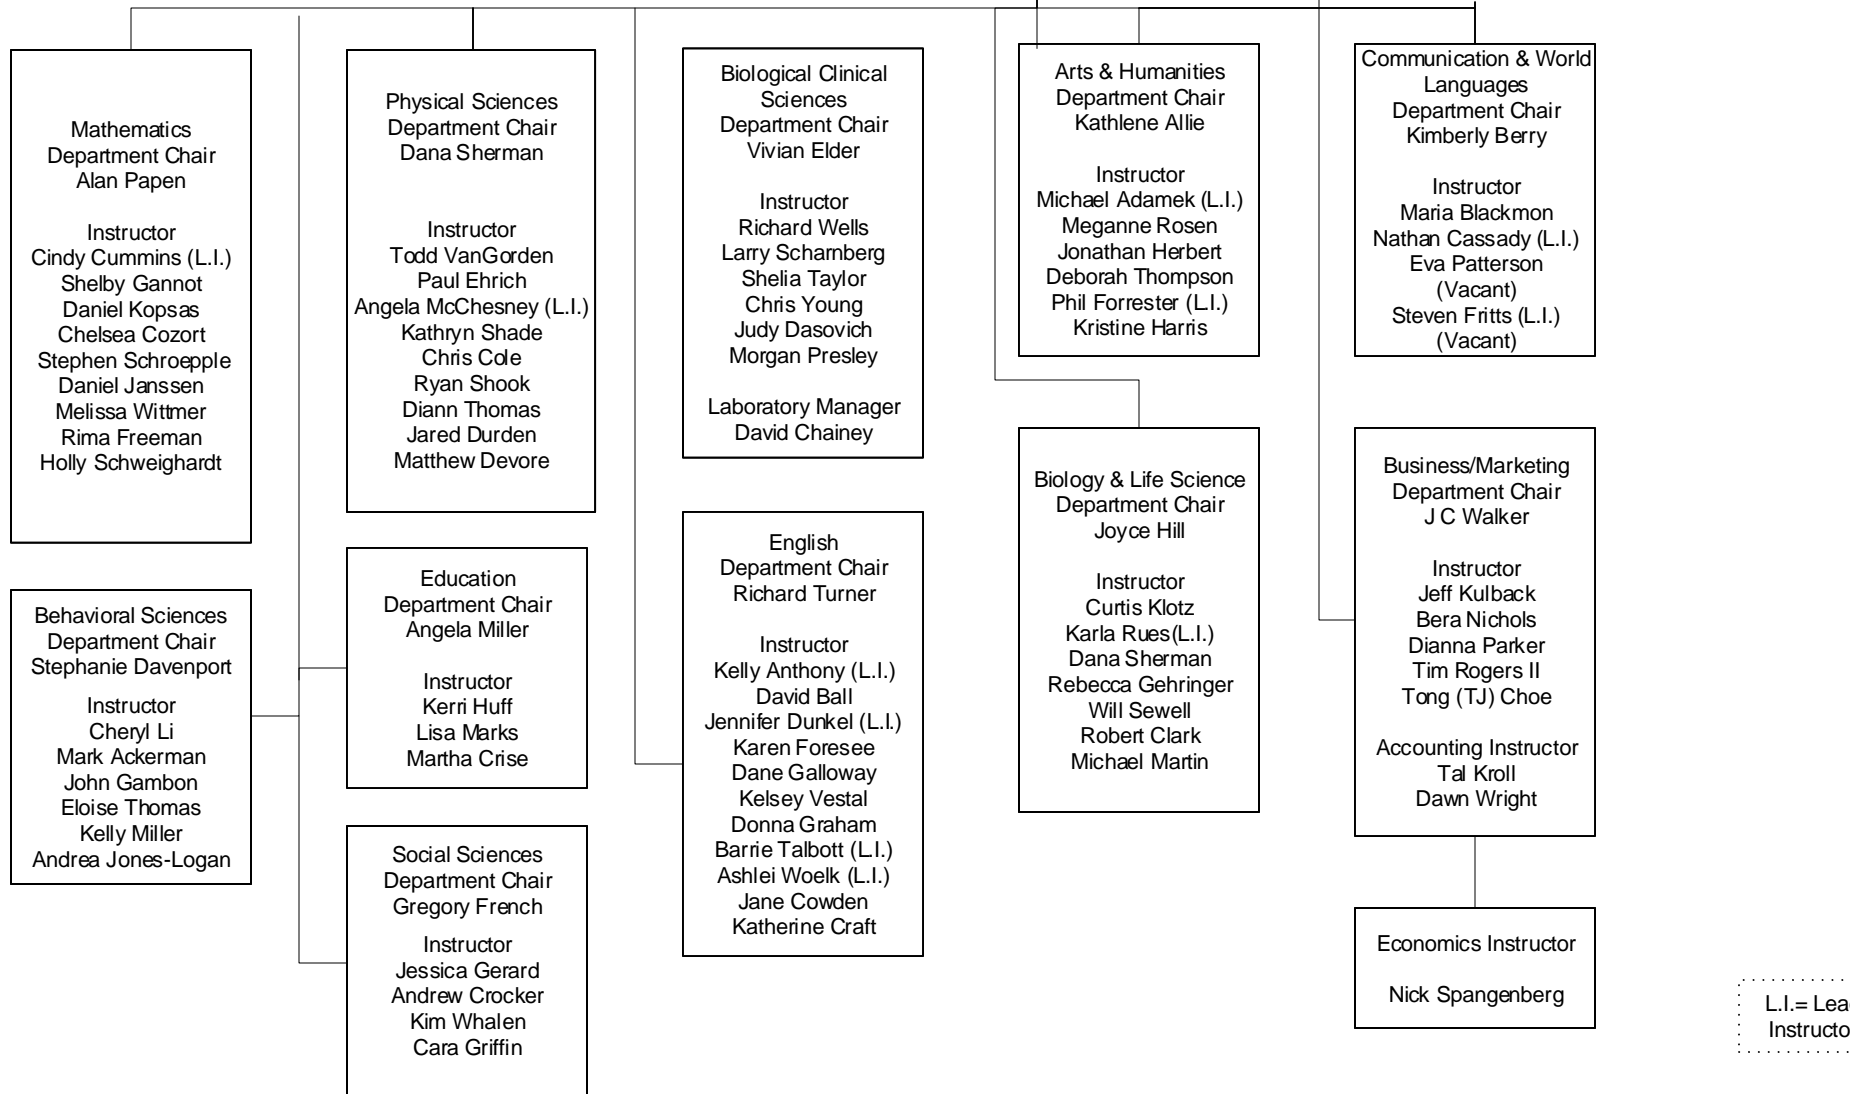 Mathematics
Department Chair
Alan Papen
Instructor
Cindy Cummins (L.I.)
Shelby Gannot
Daniel Kopsas
Chelsea Cozort
Stephen Schroepple
Daniel Janssen
Melissa Wittmer
Rima Freeman
Holly Schweighardt
Physical Sciences
Department Chair
Dana Sherman
Instructor
Todd VanGorden
Paul Ehrich
Angela McChesney (L.I.)
Kathryn Shade
Chris Cole
Ryan Shook
Diann Thomas
Jared Durden
Matthew Devore
Biological Clinical
Sciences
Department Chair
Vivian Elder
Instructor
Richard Wells
Larry Scharnberg
Shelia Taylor
Chris Young
Judy Dasovich
Morgan Presley
Laboratory Manager
David Chainey
Arts & Humanities
Department Chair
Kathlene Allie
Instructor
Michael Adamek (L.I.)
Meganne Rosen
Jonathan Herbert
Deborah Thompson
Phil Forrester (L.I.)
Kristine Harris
Communication & World
Languages
Department Chair
Kimberly Berry
Instructor
Maria Blackmon
Nathan Cassady (L.I.)
Eva Patterson
(Vacant)
Steven Fritts (L.I.)
(Vacant)
Behavioral Sciences
Department Chair
Stephanie Davenport
Instructor
Cheryl Li
Mark Ackerman
John Gambon
Eloise Thomas
Kelly Miller
Andrea Jones-Logan
Education
Department Chair
Angela Miller
Instructor
Kerri Huff
Lisa Marks
Martha Crise
Social Sciences
Department Chair
Gregory French
Instructor
Jessica Gerard
Andrew Crocker
Kim Whalen
Cara Griffin
English
Department Chair
Richard Turner
Instructor
Kelly Anthony (L.I.)
David Ball
Jennifer Dunkel (L.I.)
Karen Foresee
Dane Galloway
Kelsey Vestal
Donna Graham
Barrie Talbott (L.I.)
Ashlei Woelk (L.I.)
Jane Cowden
Katherine Craft
Biology & Life Science
Department Chair
Joyce Hill
Instructor
Curtis Klotz
Karla Rues(L.I.)
Dana Sherman
Rebecca Gehringer
Will Sewell
Robert Clark
Michael Martin
Business/Marketing
Department Chair
J C Walker
Instructor
Jeff Kulback
Bera Nichols
Dianna Parker
Tim Rogers II
Tong (TJ) Choe
Accounting Instructor
Tal Kroll
Dawn Wright
Economics Instructor
Nick Spangenberg
L.I.= Lea
Instructo